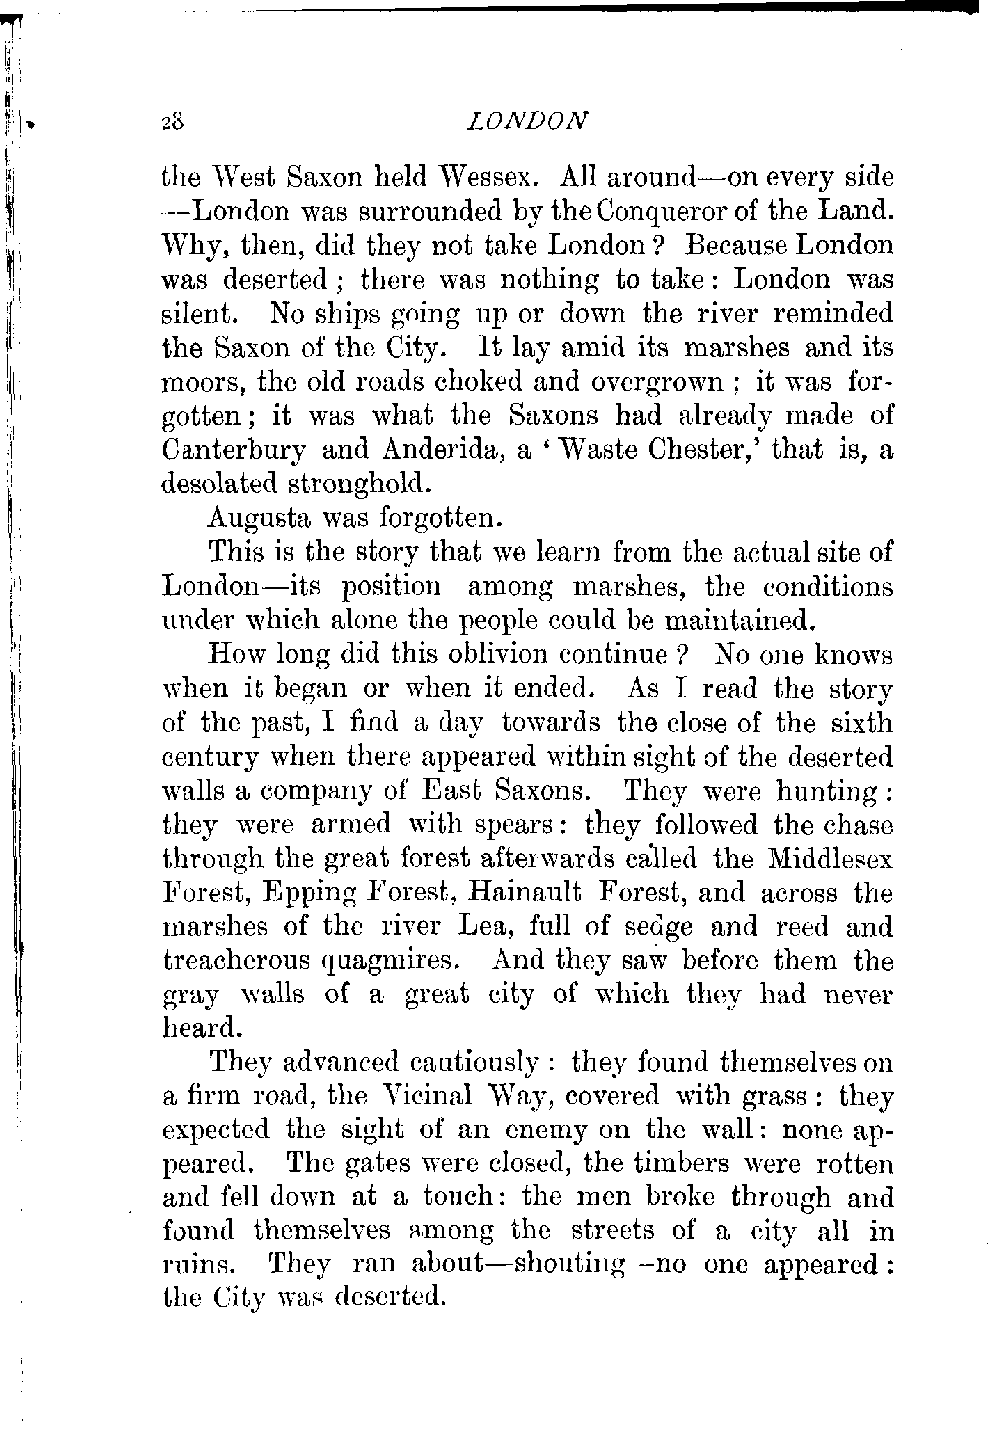 28 LONDON
the West Saxon held Wessex. All around—on every side
—London was surrounded by the Conqueror of the Land.
Why, then, did they not take London? Because London
was deserted; there was nothing to take: London was
silent. No ships going up or down the river reminded
the Saxon of the City. It lay amid its marshes and its
moors, the old roads choked and overgrown; it was for-
gotten; it was what the Saxons had already made of
Canterbury and Anderida, a ‘Waste Chester,’ that is, a
desolated stronghold.
Augusta was forgotten.
This is the story that we learn from the actual site of
London—its position among marshes, the conditions
under which alone the people could be maintained.
How long did this oblivion continue? No one knows
when it began or when it ended. As I read the story
of the past, I find a day towards the close of the sixth
century when there appeared within sight of the deserted
walls a company of East Saxons. They were hunting:
they were armed with spears: they followed the chase
through the great forest afterwards called the Middlesex
Forest, Epping Forest, Hainault Forest, and across the
marshes of the river Lea, full of sedge and reed and
treacherous quagmires. And they saw before them the
gray walls of a great city of which they had never
heard.
They advanced cautiously: they found themselves on
a firm road, the Vicinal Way, covered with grass: they
expected the sight of an enemy on the wall: none ap-
peared. The gates were closed, the timbers were rotten
and fell down at a touch: the men broke through and
found themselves among the streets of a city all in
ruins. They ran about—shouting—no one appeared:
the City was deserted.